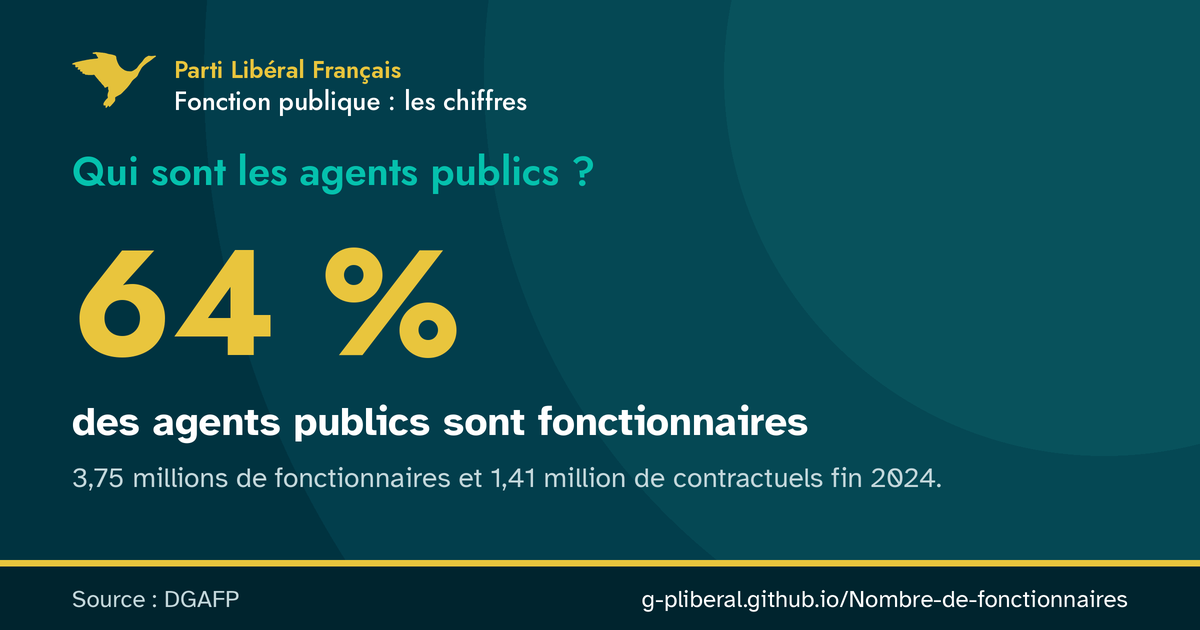 Parti Libéral Français
Fonction publique : les chiffres
Qui sont les agents publics ?
64 %
des agents publics sont fonctionnaires
3,75 millions de fonctionnaires et 1,41 million de contractuels fin 2024.
Source : DGAFP
g-pliberal.github.io/Nombre-de-fonctionnaires